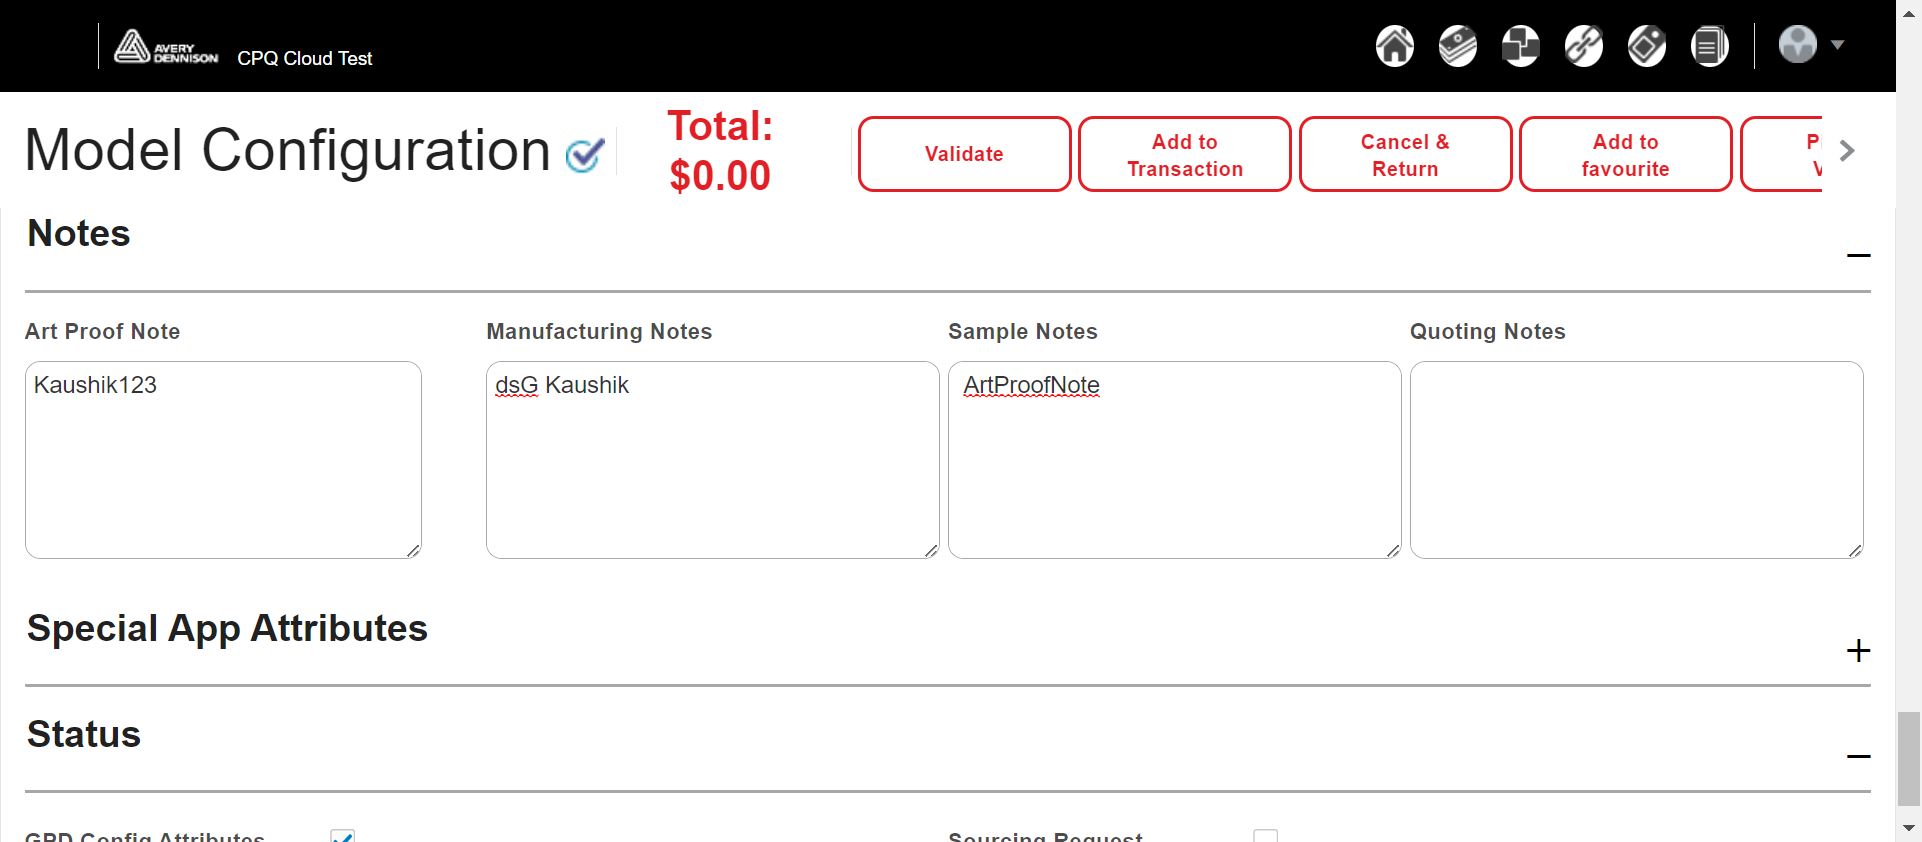 AVERY
DENNISON
CPQ Cloud Test
Model Configuration
Total:
$0.00
Validate
Add to
Transaction
Cancel &
Return
Add to
favourite
Notes
Art Proof Note
Manufacturing Notes
Sample Notes
Quoting Notes
Kaushik123
dsG Kaushik
ArtProofNote
Special App Attributes
Status
GPD Config Attributes
Sourcing Request